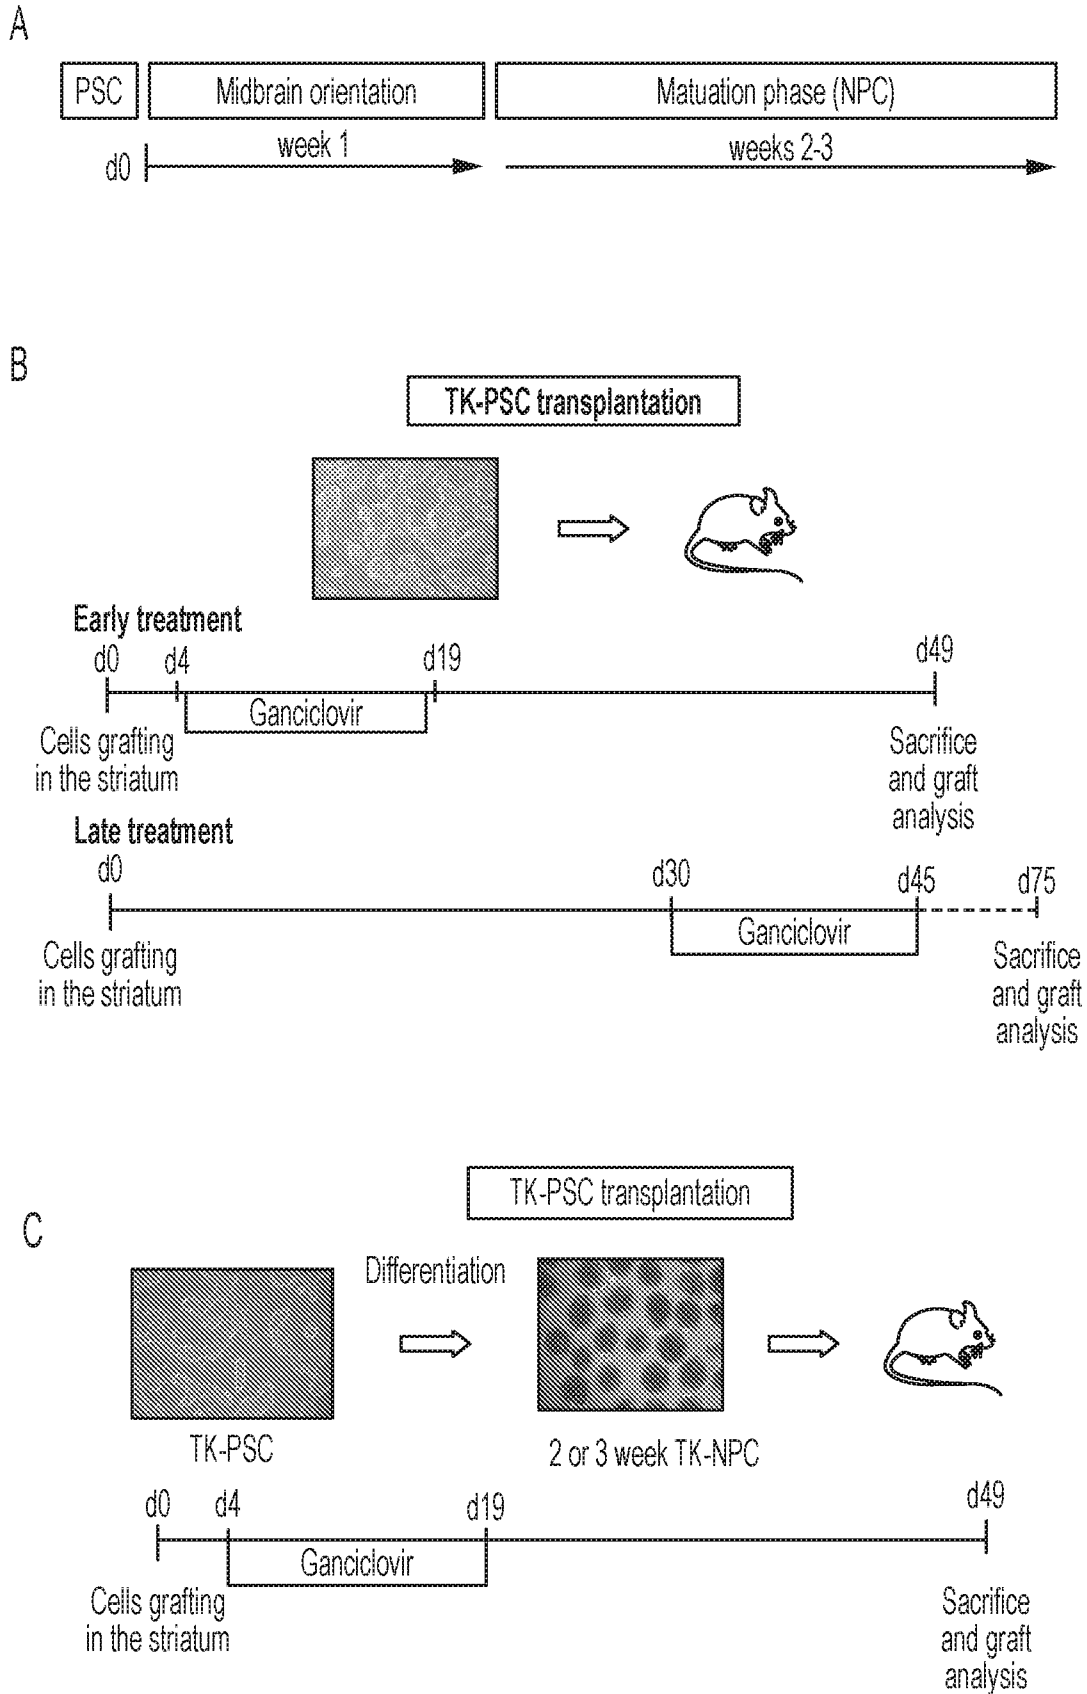 A
PSC
Midbrain orientation
Matuation phase (NPC)
d0
week 1
weeks 2-3
B
TK-PSC transplantation
Early treatment
d0
d4
d19
d49
Ganciclovir
Cells grafting
in the striatum
Sacrifice
and graft
analysis
Late treatment
d0
d30
d45
d75
Ganciclovir
Cells grafting
in the striatum
Sacrifice
and graft
analysis
C
TK-PSC transplantation
Differentiation
TK-PSC
2 or 3 week TK-NPC
d0
d4
d19
d49
Ganciclovir
Cells grafting
in the striatum
Sacrifice
and graft
analysis